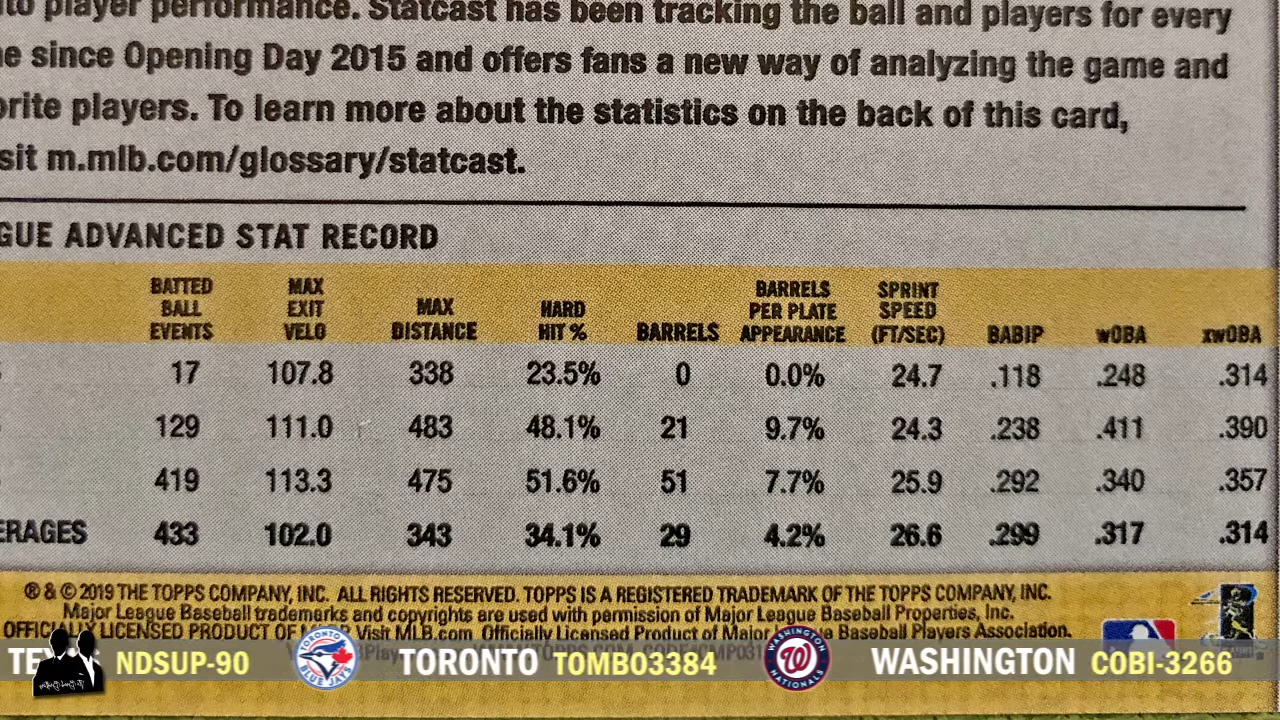 to player performance. Statcast has been tracking the ball and players for every
e since Opening Day 2015 and offers fans a new way of analyzing the game and
orite players. To learn more about the statistics on the back of this card,
sit m.mlb.com/glossary/statcast.
GUE ADVANCED STAT RECORD
BATTED BALL EVENTS MAX EXIT VELO MAX DISTANCE HARD HIT % BARRELS BARRELS PER PLATE APPEARANCE SPRINT SPEED (FT/SEC) BABIP wOBA xwOBA
17 107.8 338 23.5% 0 0.0% 24.7 .118 .248 .314
129 111.0 483 48.1% 21 9.7% 24.3 .238 .411 .390
419 113.3 475 51.6% 51 7.7% 25.9 .292 .340 .357
ERAGES 433 102.0 343 34.1% 29 4.2% 26.6 .299 .317 .314
® & © 2019 THE TOPPS COMPANY, INC. ALL RIGHTS RESERVED. TOPPS IS A REGISTERED TRADEMARK OF THE TOPPS COMPANY, INC.
Major League Baseball trademarks and copyrights are used with permission of Major League Baseball Properties, Inc.
OFFICIALLY LICENSED PRODUCT OF Visit MLB.com. Officially Licensed Product of Major Baseball Players Association.
TE NDSUP-90 TORONTO BLUE JAYS TORONTO TOMBO3384 WASHINGTON NATIONALS WASHINGTON COBI-3266